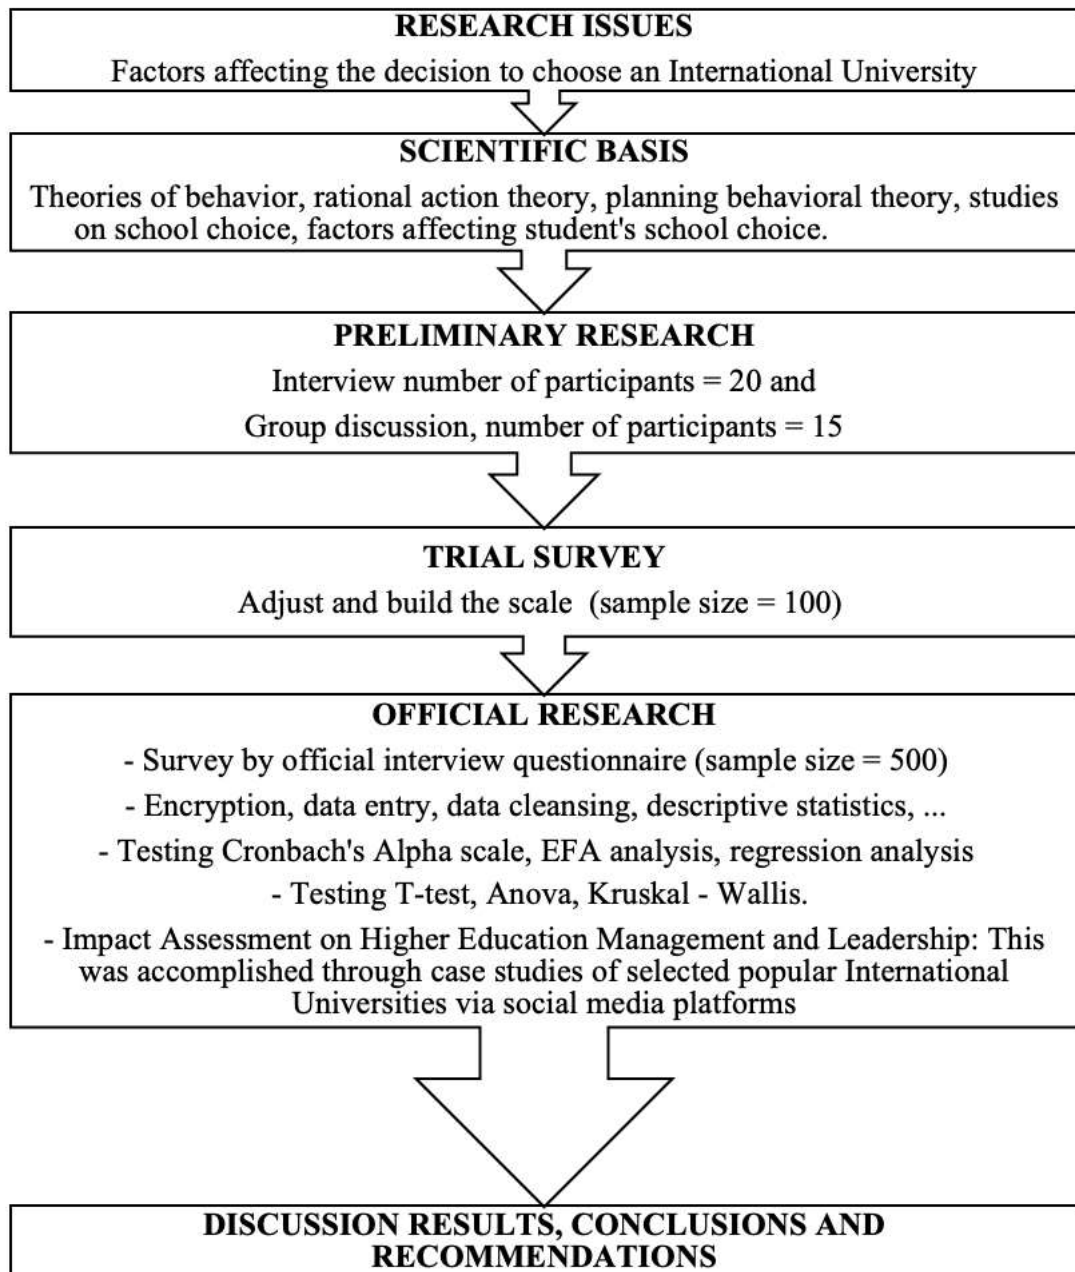 RESEARCH ISSUES
Factors affecting the decision to choose an International University
SCIENTIFIC BASIS
Theories of behavior, rational action theory, planning behavioral theory, studies
on school choice, factors affecting student's school choice.
PRELIMINARY RESEARCH
Interview number of participants = 20 and
Group discussion, number of participants = 15
TRIAL SURVEY
Adjust and build the scale (sample size = 100)
OFFICIAL RESEARCH
- Survey by official interview questionnaire (sample size = 500)
- Encryption, data entry, data cleansing, descriptive statistics, ...
- Testing Cronbach's Alpha scale, EFA analysis, regression analysis
- Testing T-test, Anova, Kruskal - Wallis.
- Impact Assessment on Higher Education Management and Leadership: This
was accomplished through case studies of selected popular International
Universities via social media platforms
DISCUSSION RESULTS, CONCLUSIONS AND
RECOMMENDATIONS